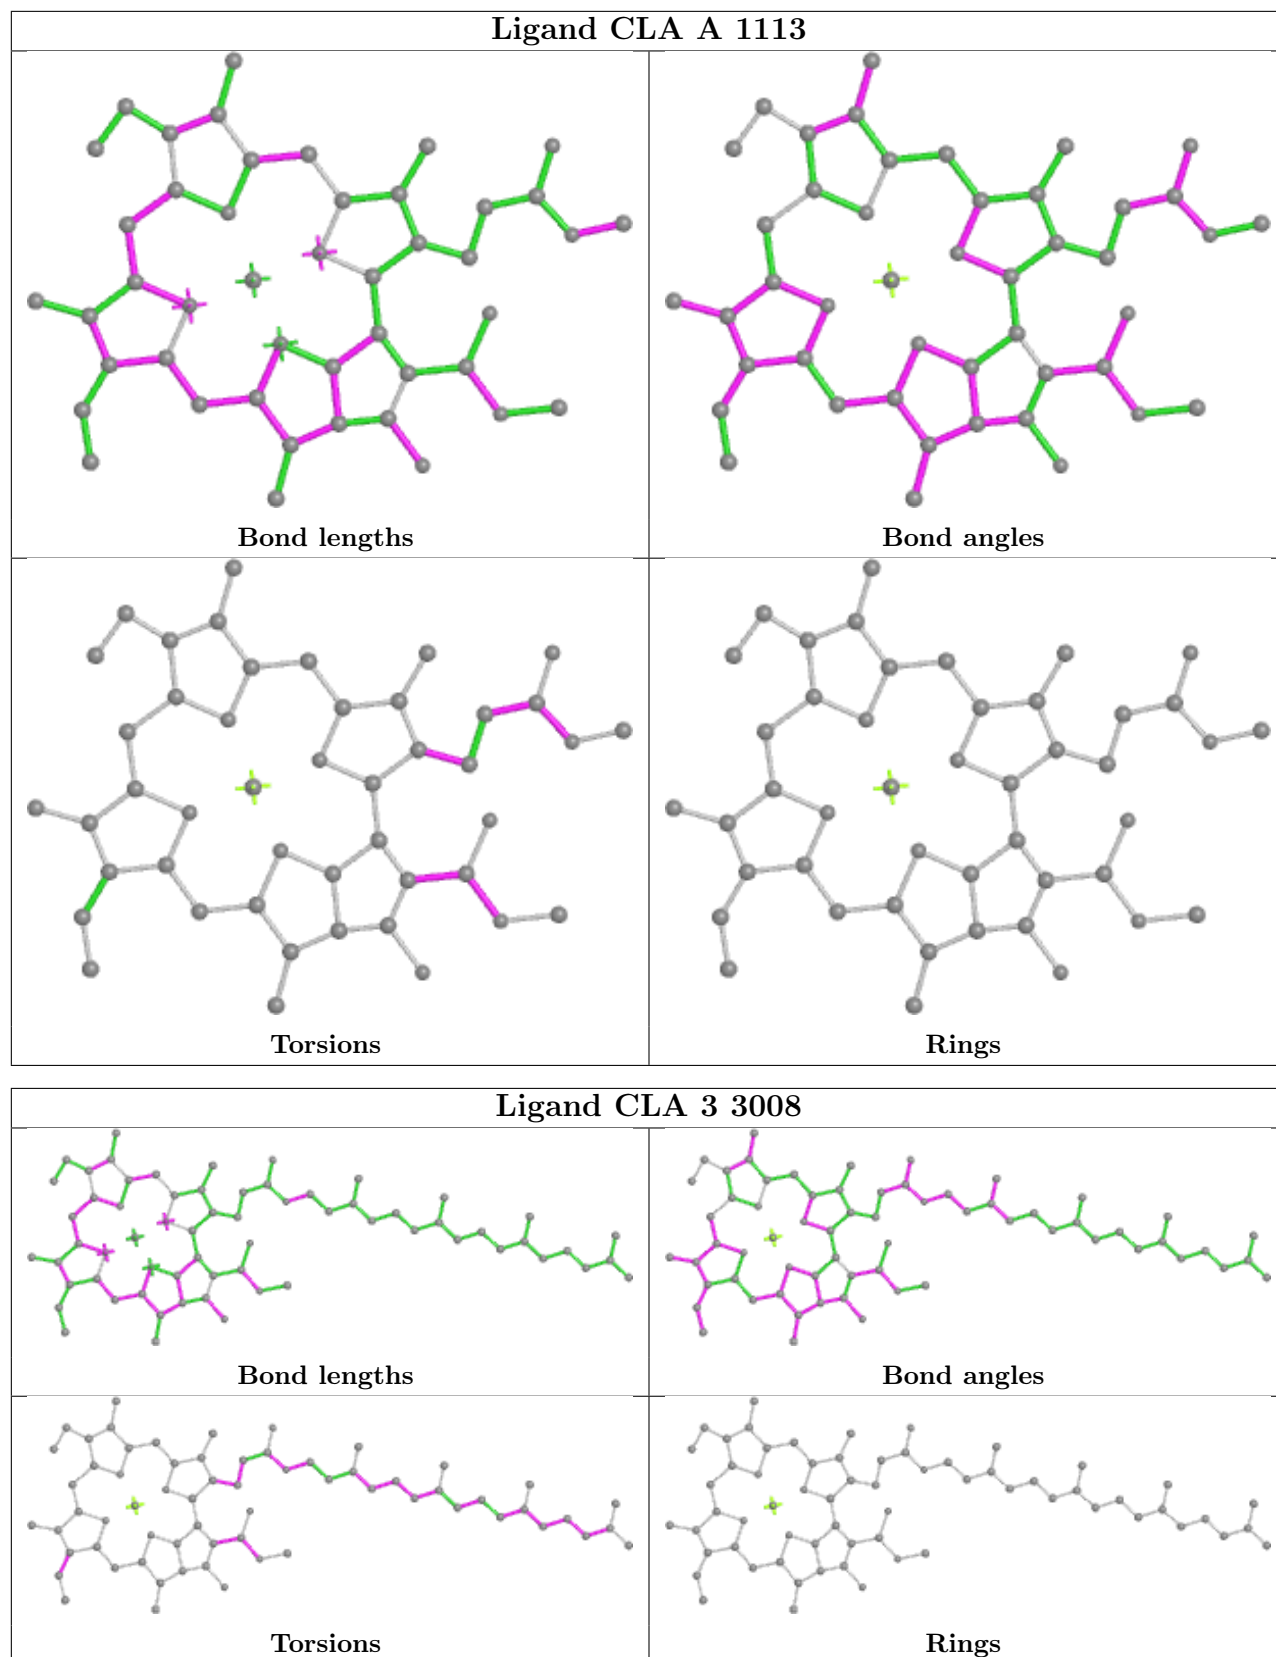 Ligand CLA A 1113
Bond lengths
Bond angles
Torsions
Rings
Ligand CLA 3 3008
Bond lengths
Bond angles
Torsions
Rings